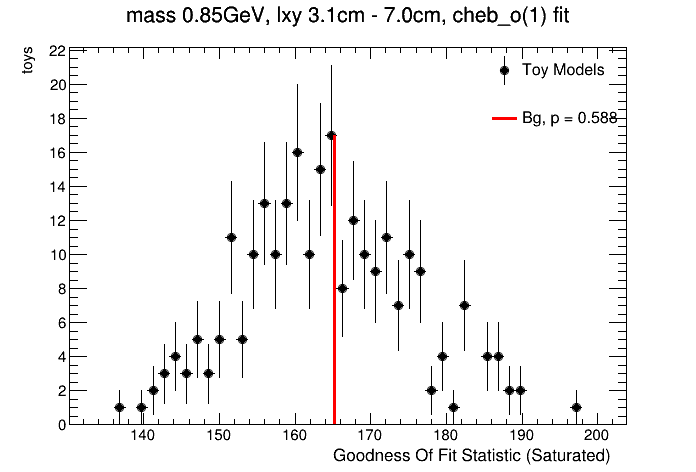 mass 0.85GeV, lxy 3.1cm - 7.0cm, cheb_o(1) fit
toys
22
20
18
16
14
12
10
8
6
4
2
0
Toy Models
Bg, p = 0.588
140 150 160 170 180 190 200
Goodness Of Fit Statistic (Saturated)